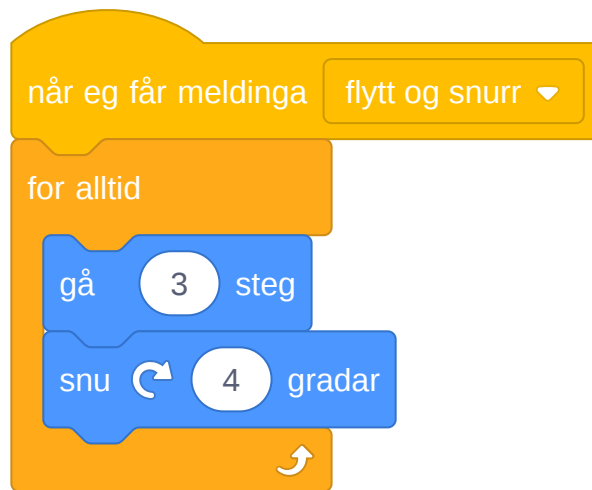 når eg får meldinga flytt og snurr
for alltid
gå 3 steg
snu 4 gradar